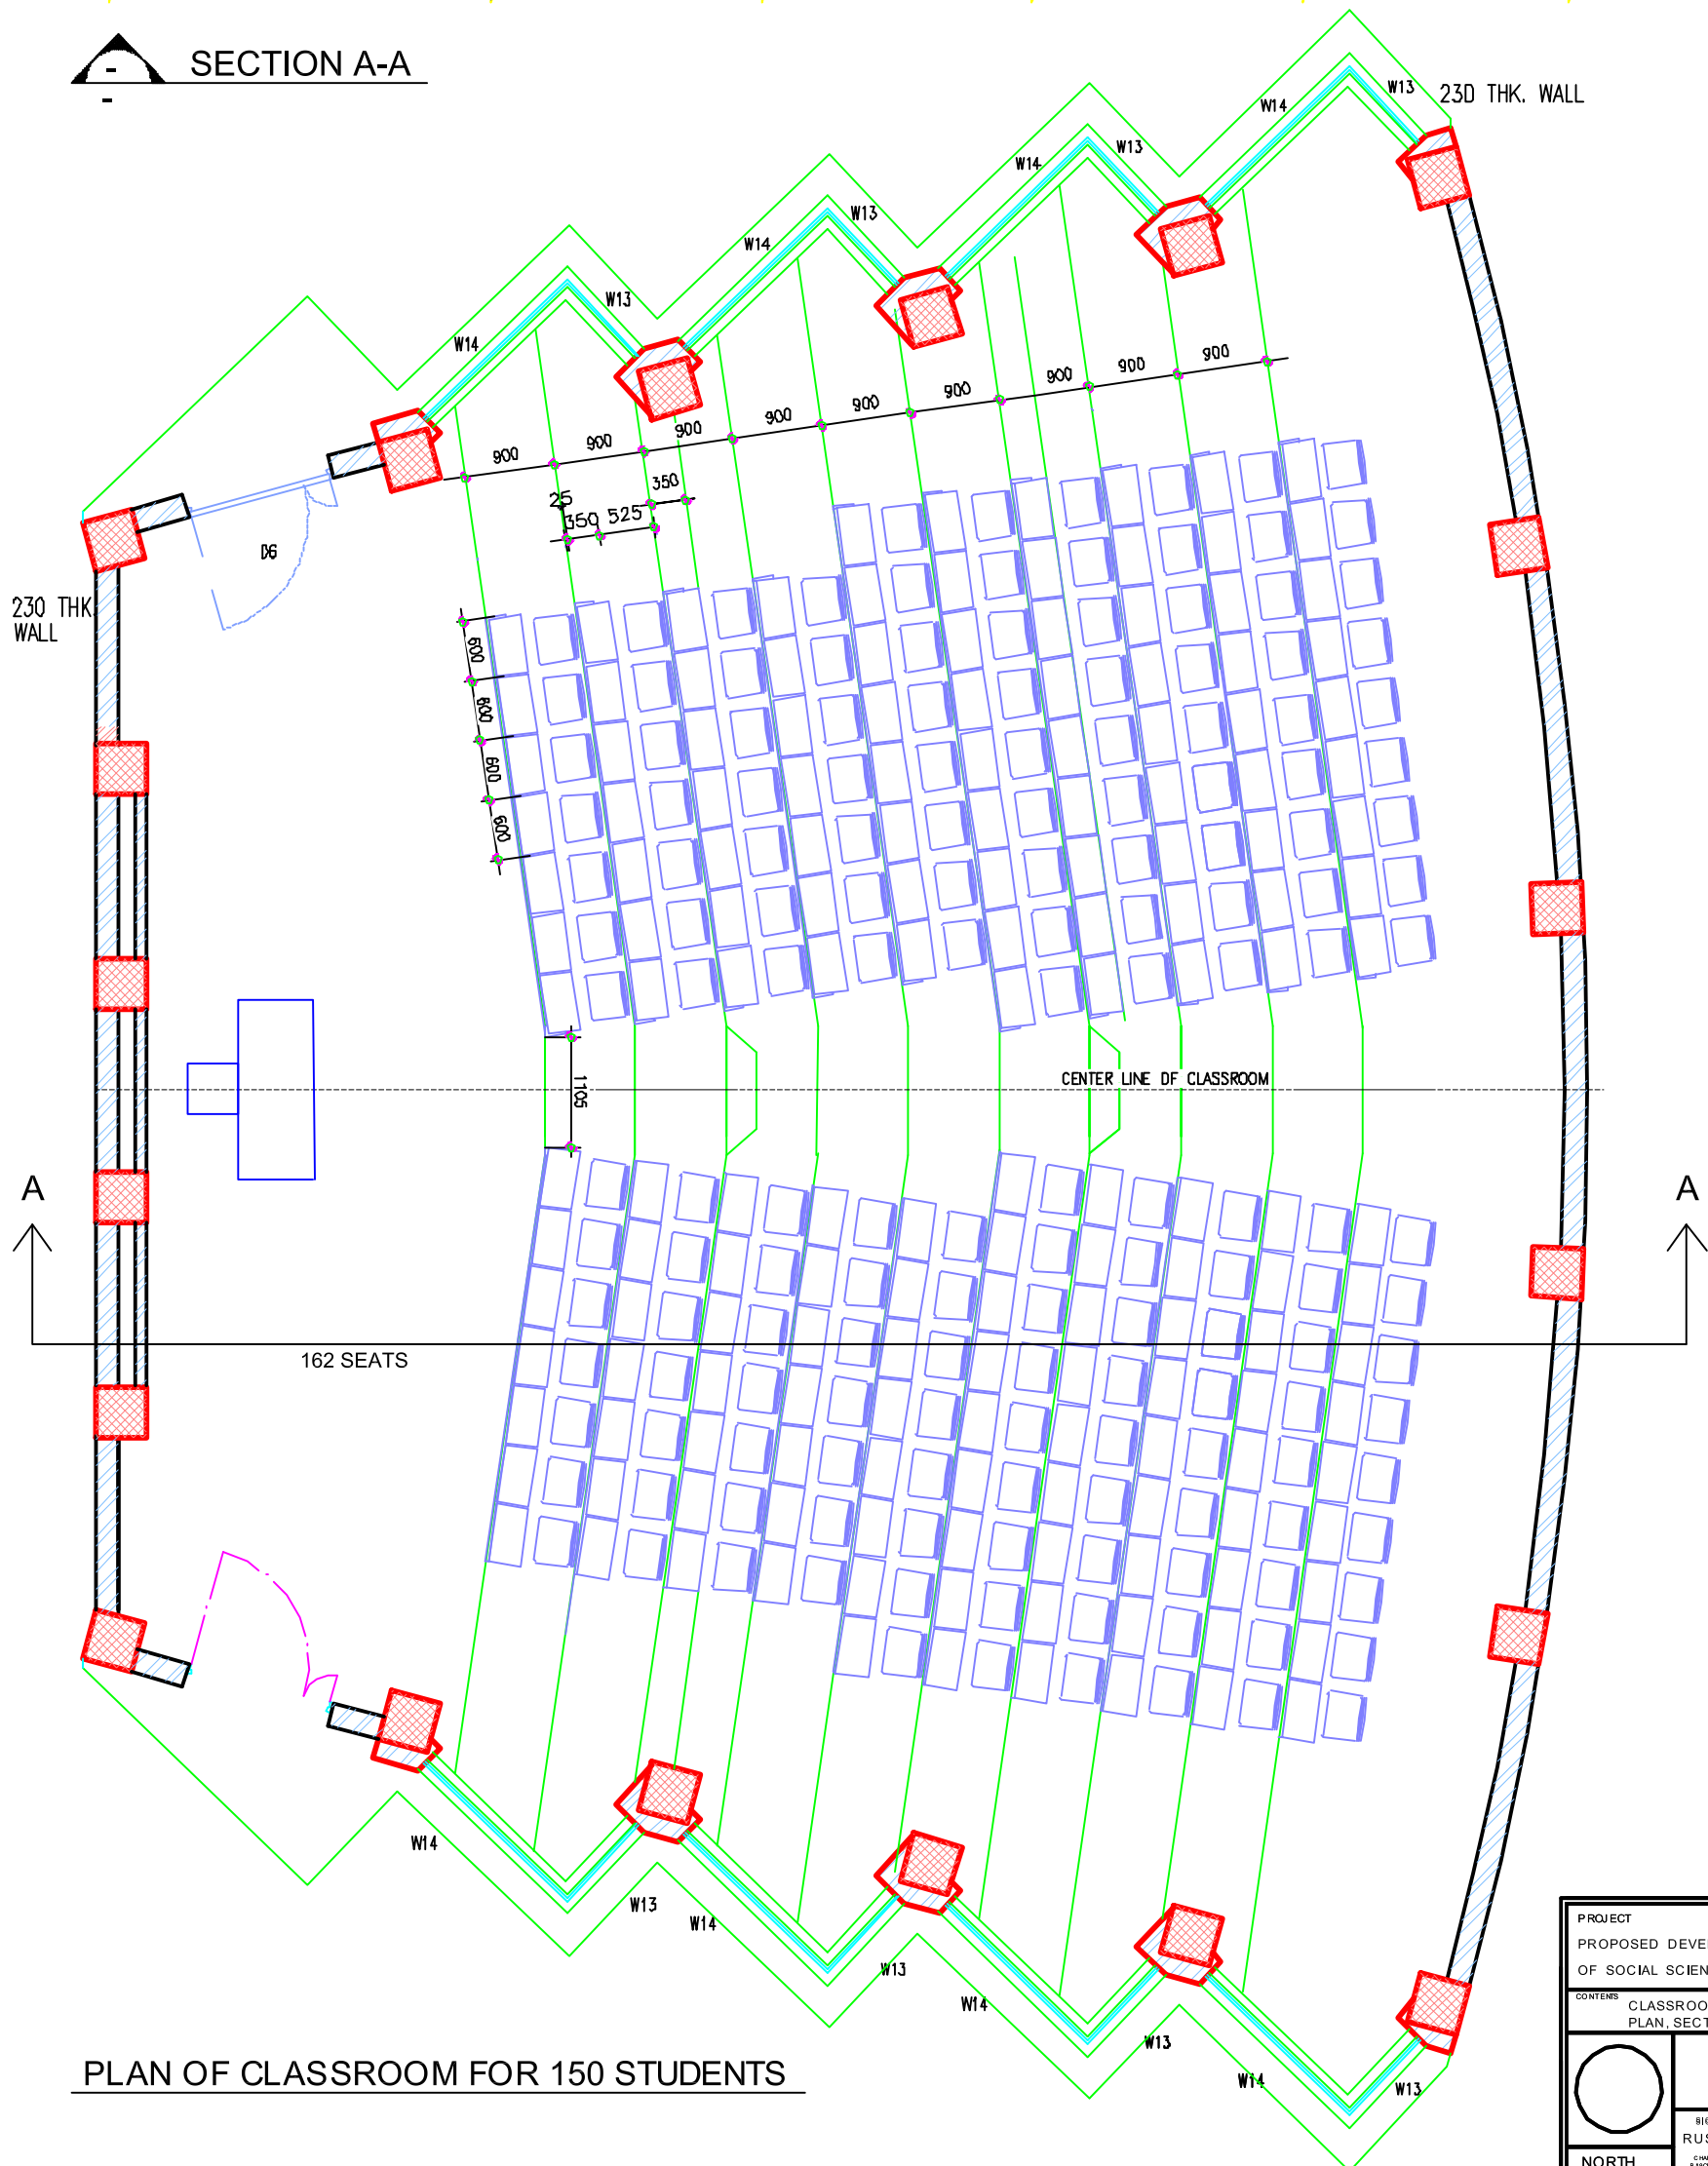 SECTION A-A
-
-
W13
23D THK. WALL
W14
W13
W14
W13
W14
W13
W14
900
900
900
900
900
900
900
900
900
350
25
350
525
D6
230 THK
WALL
600
600
600
600
CENTER LINE DF CLASSROOM
1105
A
A
162 SEATS
W14
W13
W14
W13
W14
W13
W14
W13
PLAN OF CLASSROOM FOR 150 STUDENTS
PROJECT
PROPOSED DEVE
OF SOCIAL SCIEN
CONTENTS
CLASSROO
PLAN, SECT
RUS
NORTH